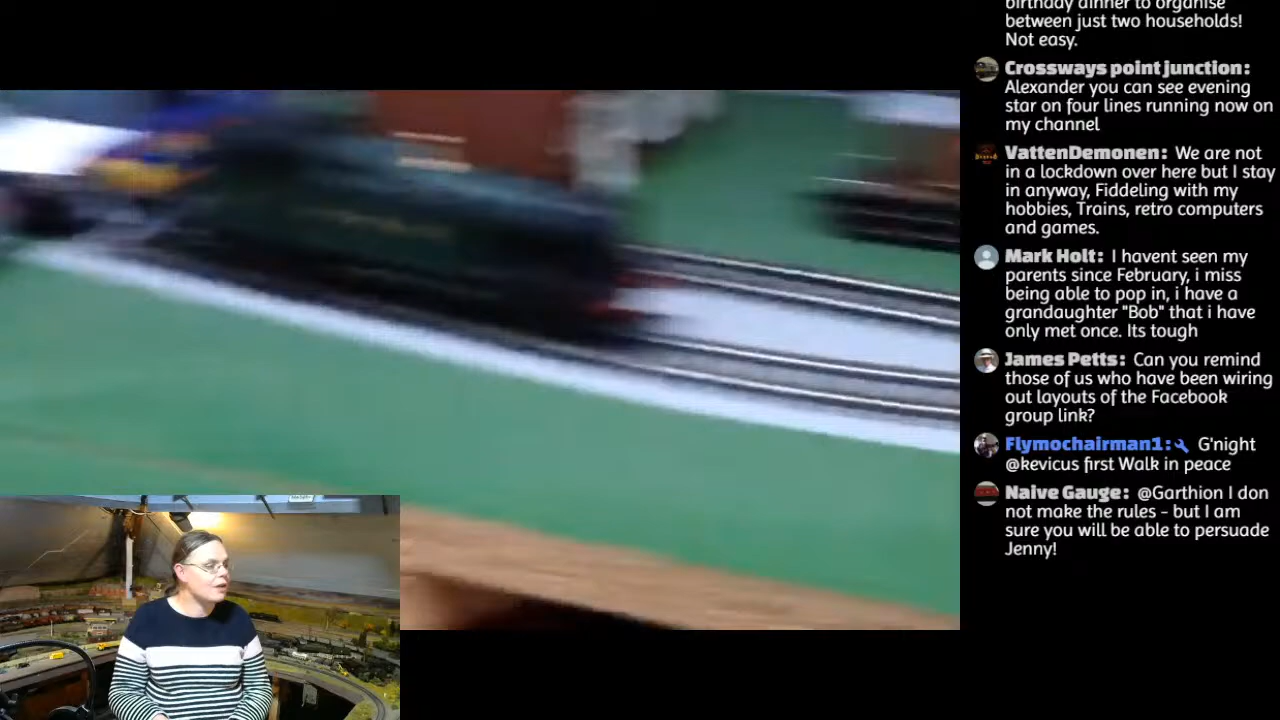 birthday dinner to organise
between just two households!
Not easy.
Crossways point junction:
Alexander you can see evening
star on four lines running now on
my channel
VattenDemonen: We are not
in a lockdown over here but I stay
in anyway, Fiddeling with my
hobbies, Trains, retro computers
and games.
Mark Holt: I havent seen my
parents since February, i miss
being able to pop in, i have a
grandaughter "Bob" that i have
only met once. Its tough
James Petts: Can you remind
those of us who have been wiring
out layouts of the Facebook
group link?
Flymochairman1: G'night
@kevicus first Walk in peace
Naive Gauge: @Garthion I don
not make the rules - but I am
sure you will be able to persuade
Jenny!